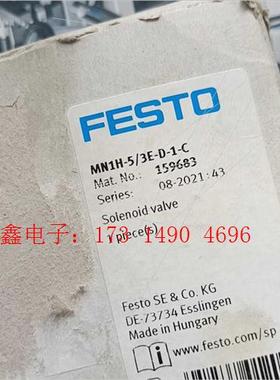 FESTO
MN1H-5/3E-D-1-C
Mat. No.: 159683
Series: 08-2021:43
Solenoid valve
1 piece(s)
鑫电子：173 1490 4696
Festo SE & Co. KG
DE-73734 Esslingen
Made in Hungary
www.festo.com/sp